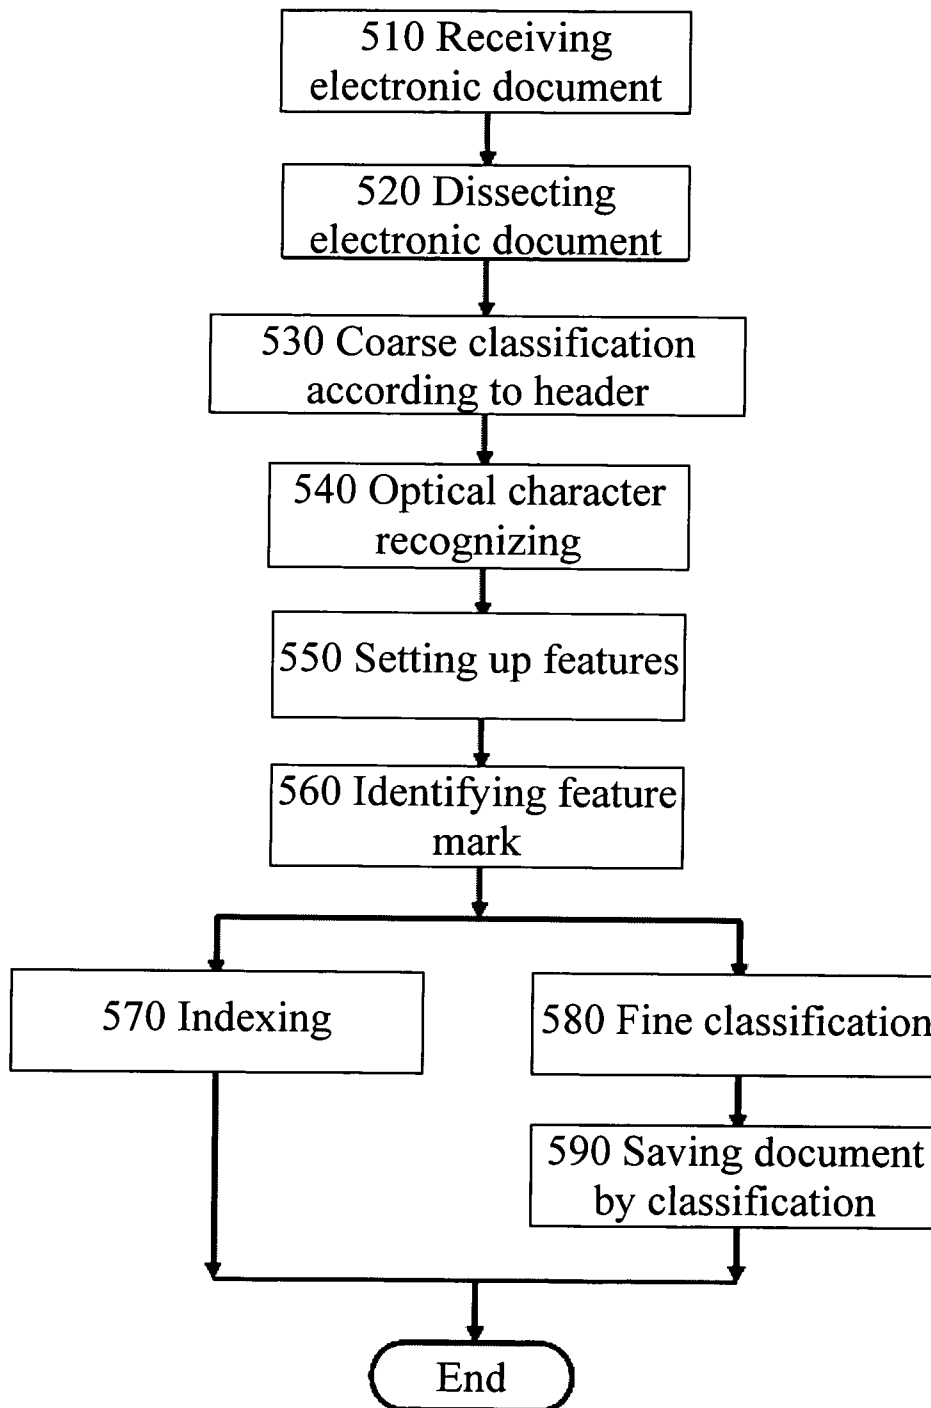 510 Receiving
electronic document
520 Dissecting
electronic document
530 Coarse classification
according to header
540 Optical character
recognizing
550 Setting up features
560 Identifying feature
mark
570 Indexing
580 Fine classification
590 Saving document
by classification
End